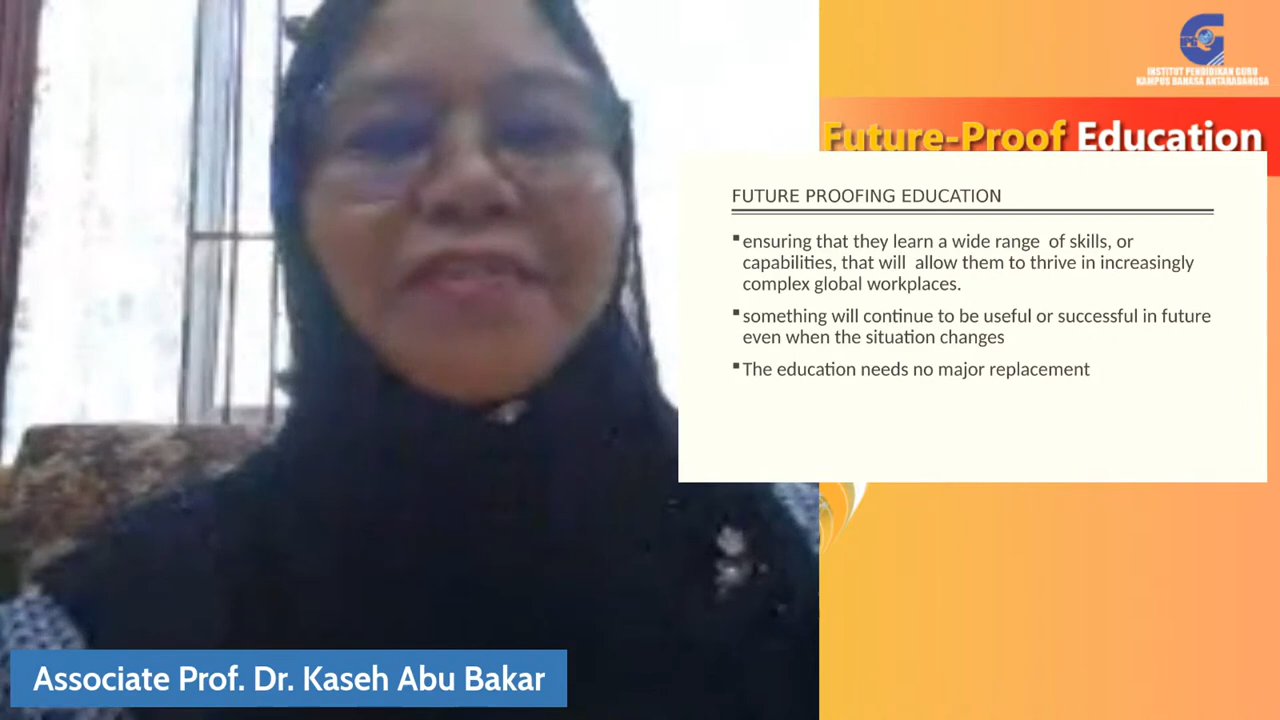 INSTITUT PENDIDIKAN GURU
KAMPUS BAHASA ANTARABANGSA
Future-Proof Education
FUTURE PROOFING EDUCATION
▪ensuring that they learn a wide range of skills, or
capabilities, that will allow them to thrive in increasingly
complex global workplaces.
▪something will continue to be useful or successful in future
even when the situation changes
▪The education needs no major replacement
Associate Prof. Dr. Kaseh Abu Bakar